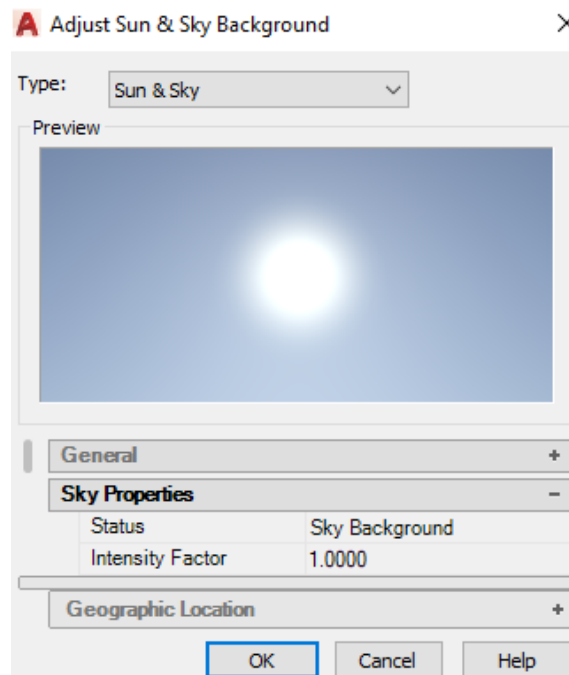 Adjust Sun & Sky Background
Type: Sun & Sky
Preview
General
Sky Properties
Status Sky Background
Intensity Factor 1.0000
Geographic Location
OK Cancel Help